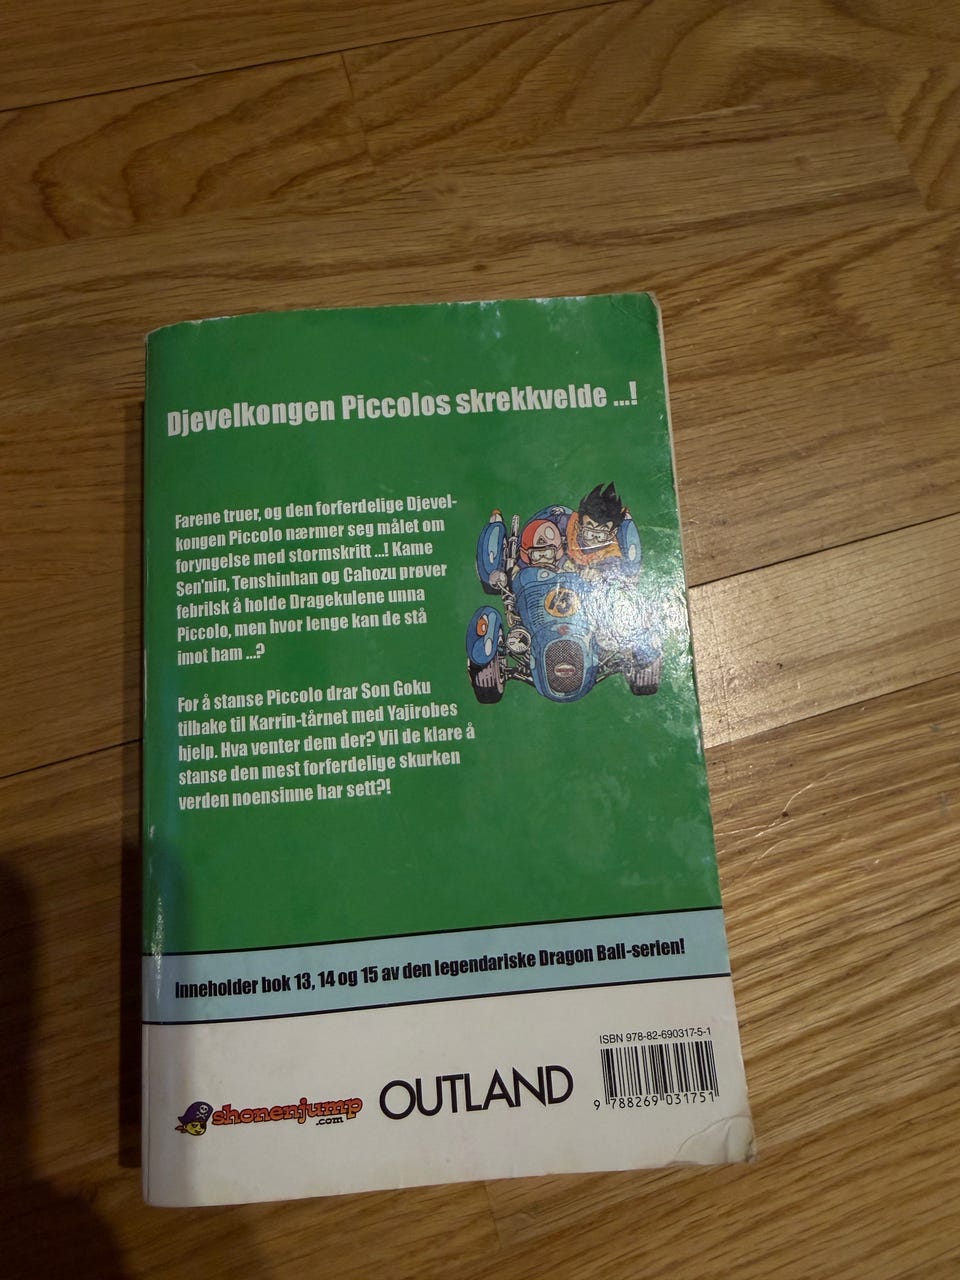 Djevelkongen Piccolos skrekkvelde ...!
Farene truer, og den forferdelige Djevel-
kongen Piccolo nærmer seg målet om
foryngelse med stormskritt ...! Kame
Sen'nin, Tenshinhan og Cahozu prøver
febrilsk å holde Dragekulene unna
Piccolo, men hvor lenge kan de stå
imot ham ...?
For å stanse Piccolo drar Son Goku
tilbake til Karrin-tårnet med Yajirobes
hjelp. Hva venter dem der? Vil de klare å
stanse den mest forferdelige skurken
verden noensinne har sett?!
15
Inneholder bok 13, 14 og 15 av den legendariske Dragon Ball-serien!
shonenjump
.com
OUTLAND
ISBN 978-82-690317-5-1
9 788269 031751